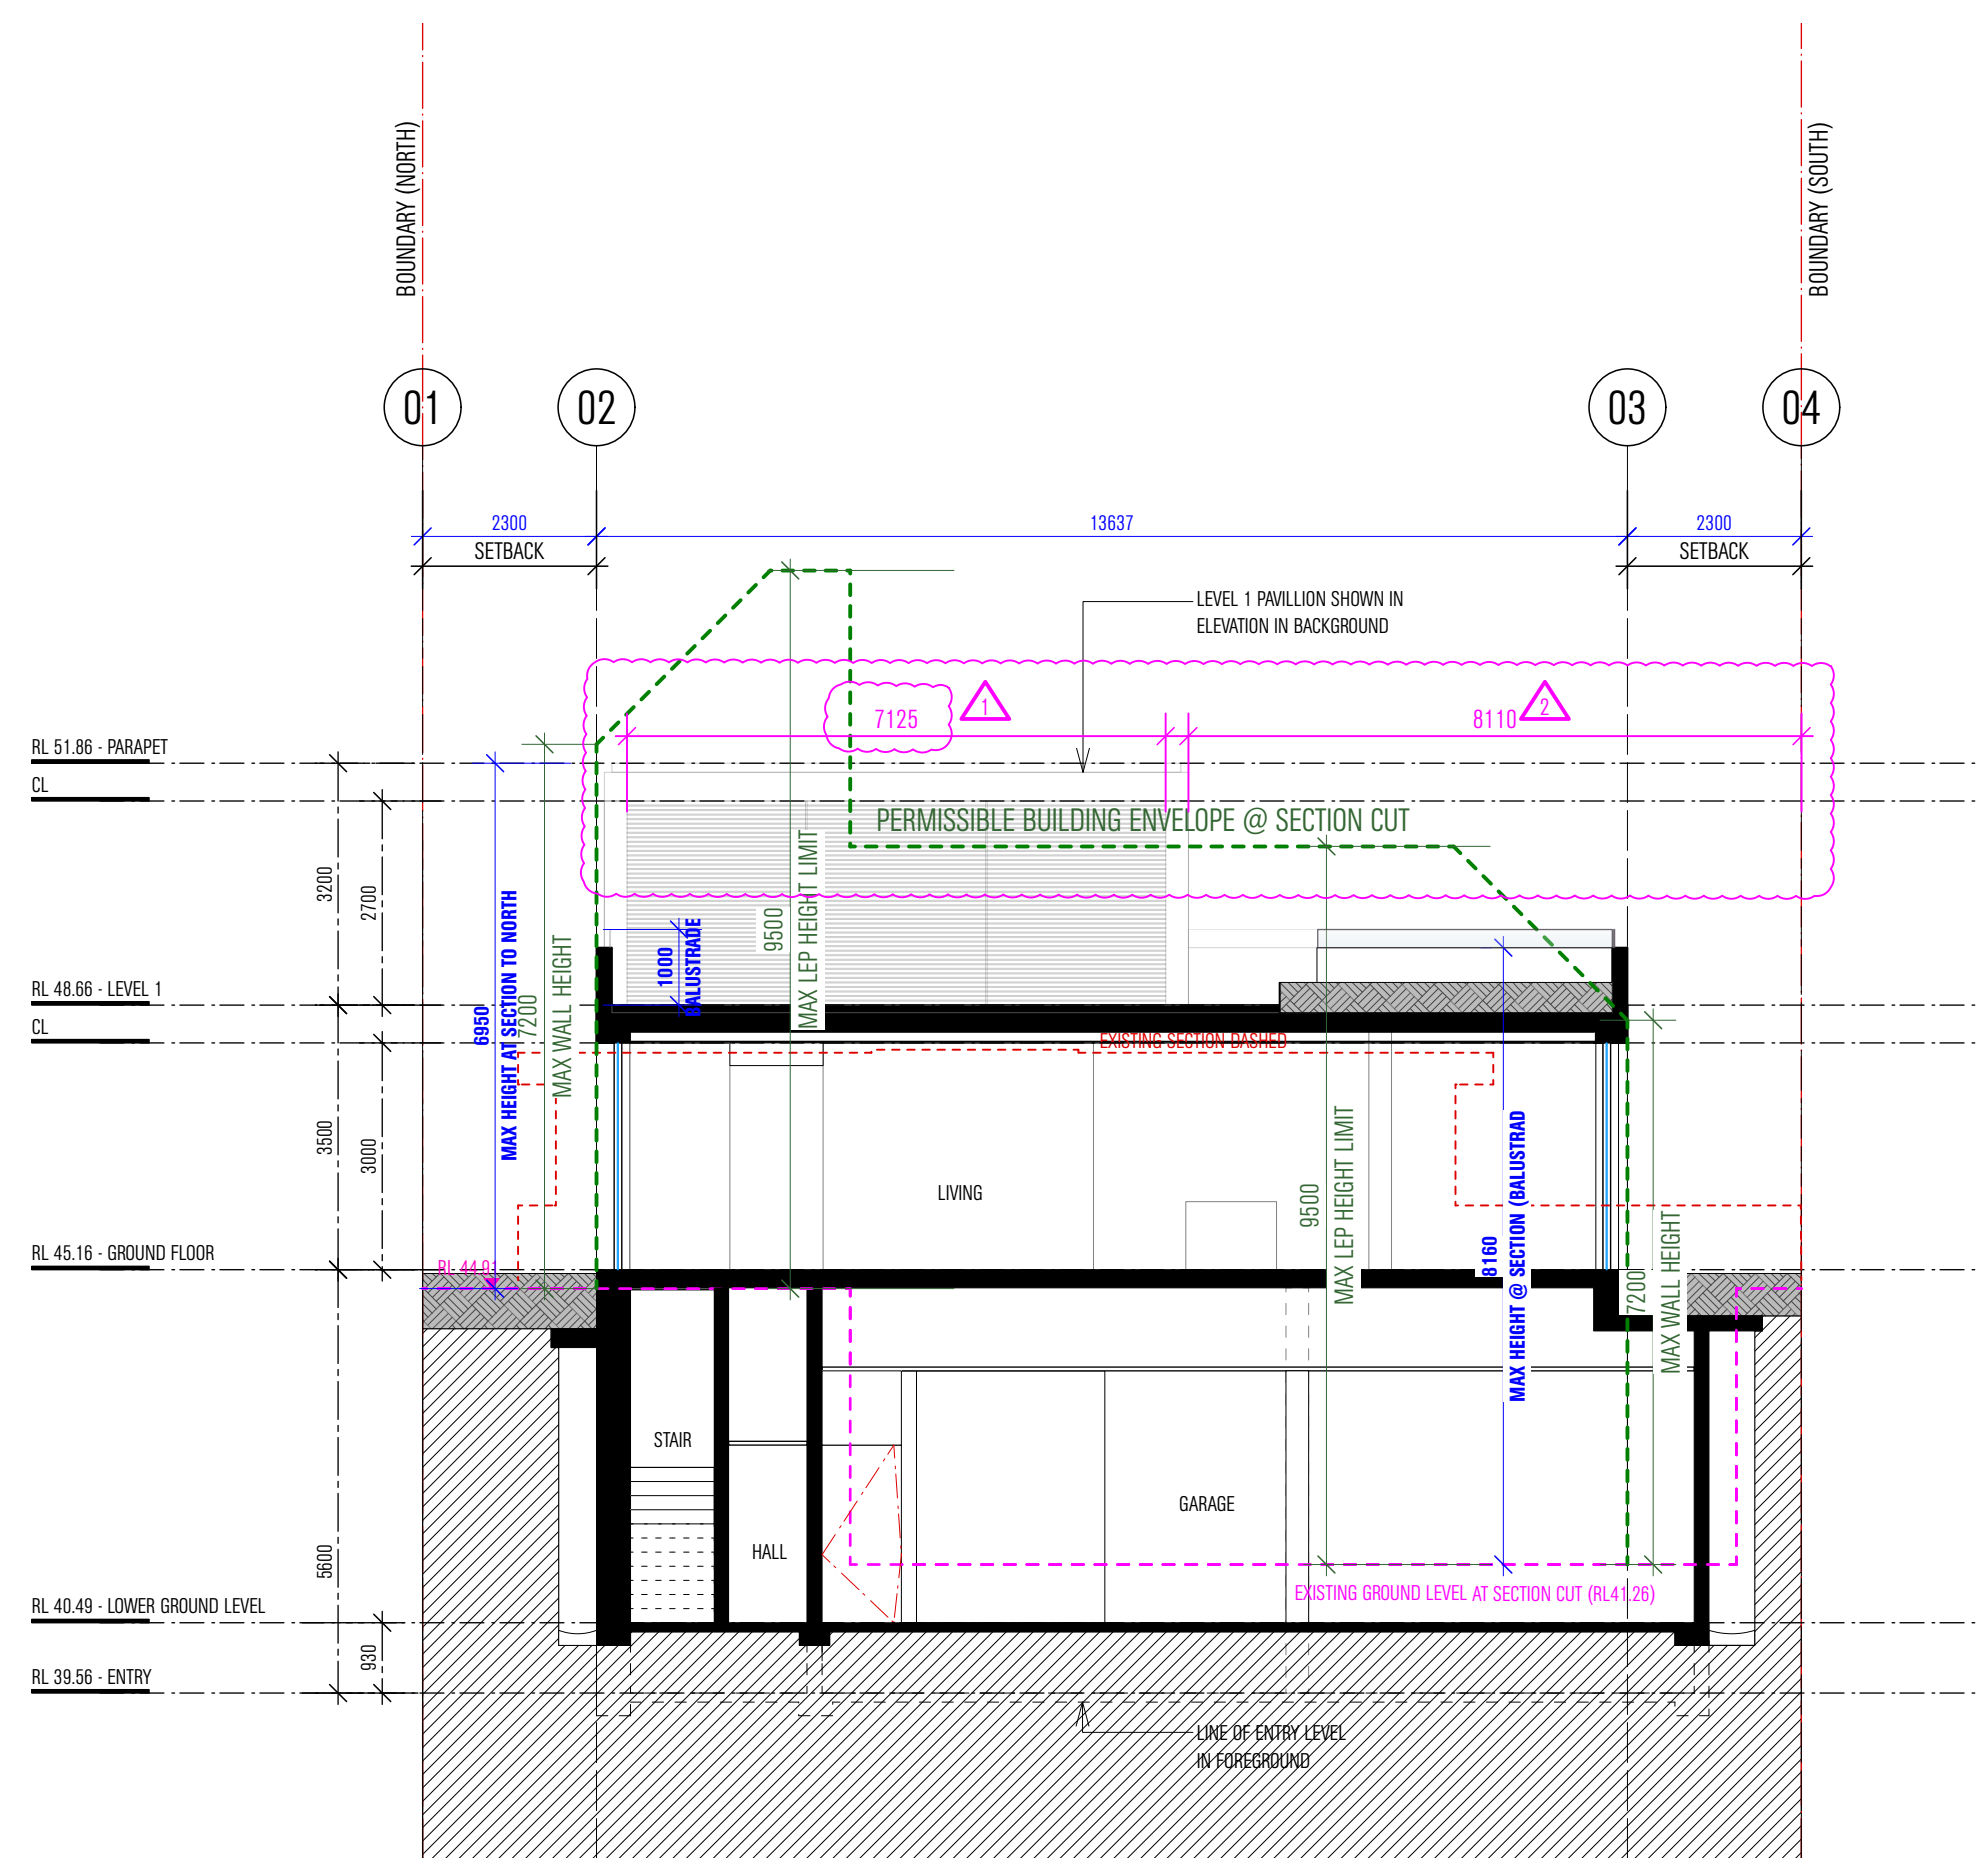 BOUNDARY (NORTH)
BOUNDARY (SOUTH)
01
02
03
04
2300
13637
2300
SETBACK
SETBACK
LEVEL 1 PAVILLION SHOWN IN
ELEVATION IN BACKGROUND
7125
1
8110
2
RL 51.86 - PARAPET
CL
PERMISSIBLE BUILDING ENVELOPE @ SECTION CUT
3200
2700
6950
MAX HEIGHT AT SECTION TO NORTH
7200
MAX WALL HEIGHT
1000
BALUSTRADE
9500
MAX LEP HEIGHT LIMIT
RL 48.66 - LEVEL 1
CL
EXISTING SECTION DASHED
3500
3000
LIVING
9500
MAX LEP HEIGHT LIMIT
8160
MAX HEIGHT @ SECTION (BALUSTRAD
7200
MAX WALL HEIGHT
RL 45.16 - GROUND FLOOR
RL 44.91
STAIR
HALL
GARAGE
5600
EXISTING GROUND LEVEL AT SECTION CUT (RL41.26)
RL 40.49 - LOWER GROUND LEVEL
930
RL 39.56 - ENTRY
LINE OF ENTRY LEVEL
IN FOREGROUND